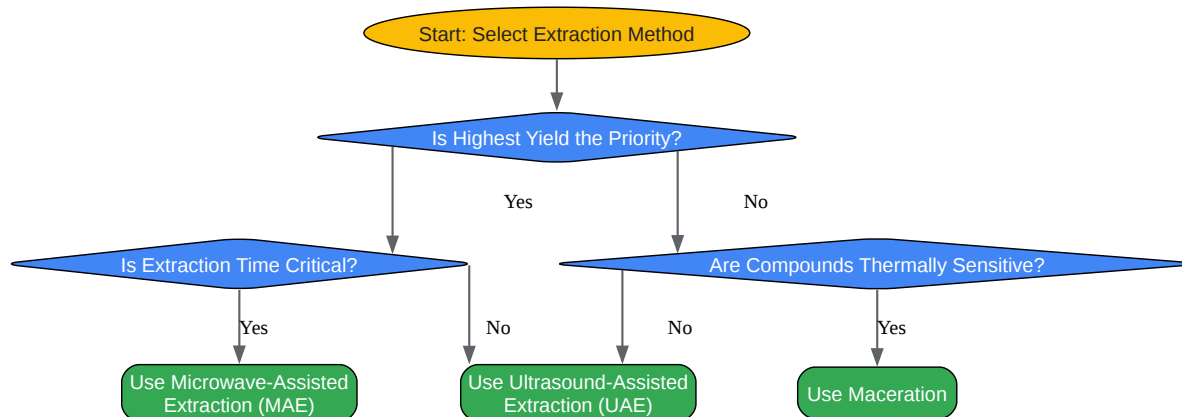 Start: Select Extraction Method
Is Highest Yield the Priority?
Yes
No
Is Extraction Time Critical?
Are Compounds Thermally Sensitive?
Yes
No
No
Yes
Use Microwave-Assisted
Extraction (MAE)
Use Ultrasound-Assisted
Extraction (UAE)
Use Maceration